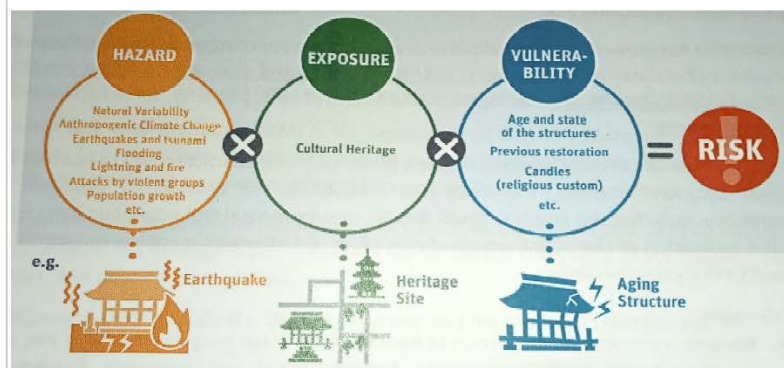 HAZARD
Natural Variability
Anthropogenic Climate Change
Earthquakes and tsunami
Flooding
Lightning and fire
Attacks by violent groups
Population growth
etc.
EXPOSURE
Cultural Heritage
VULNERA-
BILITY
Age and state
of the structures
Previous restoration
Candles
(religious custom)
etc.
=
RISK
e.g.
Earthquake
Heritage
Site
Aging
Structure